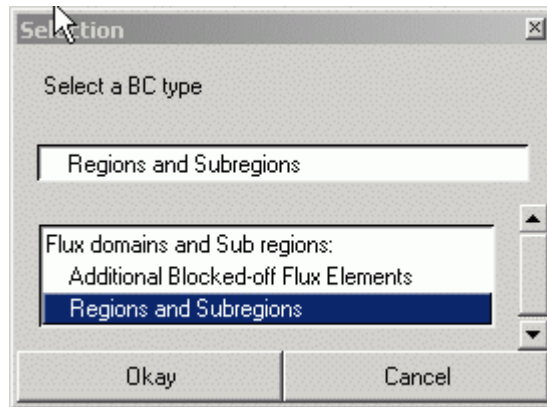 Selection
Select a BC type
Regions and Subregions
Flux domains and Sub regions:
Additional Blocked-off Flux Elements
Regions and Subregions
Okay Cancel